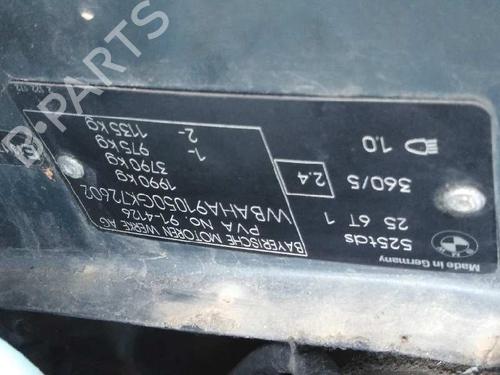 BAYERISCHE MOTOREN WERKE AG
PVA NO. 91-4126
WBAHA91050GK72602
1990 kg
3790 kg
1- 975 kg
2- 1135 kg
Made in Germany
525tds
25 6T 1
360/5 2.4
1.0
B-PARTS